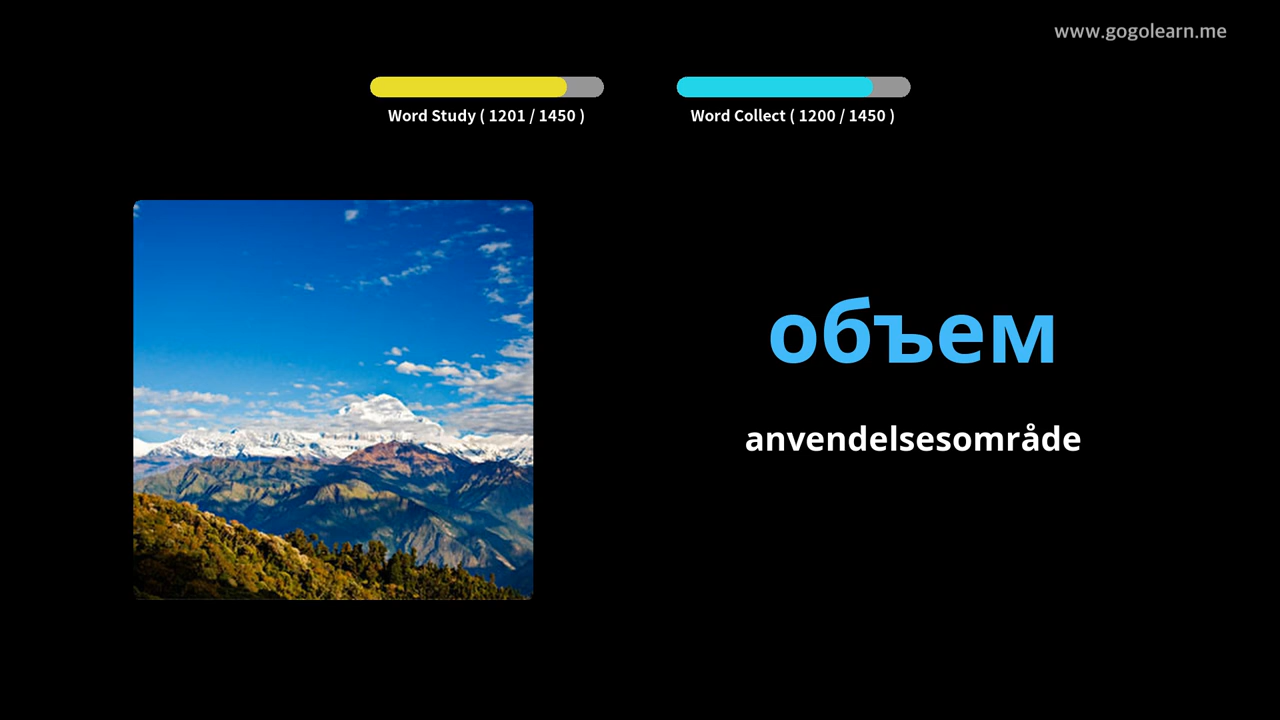 www.gogolearn.me
Word Study ( 1201 / 1450 )
Word Collect ( 1200 / 1450 )
объем
anvendelsesområde